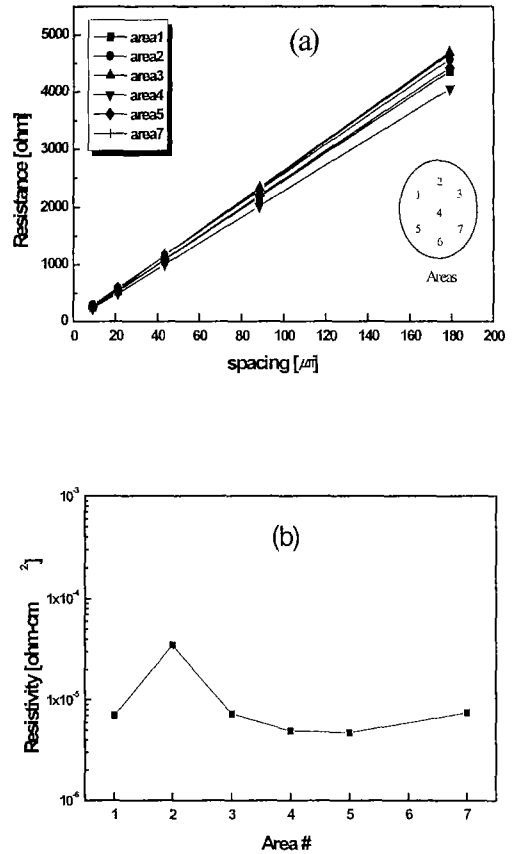 (a)
area1
area2
area3
area4
area5
area7
Resistance [ohm]
5000
4000
3000
2000
1000
0
0 20 40 60 80 100 120 140 160 180 200
spacing [μm]
1 2 3
4
5 6 7
Areas
(b)
Resistivity [ohm-cm²]
10⁻³
1x10⁻⁴
1x10⁻⁵
10⁻⁶
1 2 3 4 5 6 7
Area #